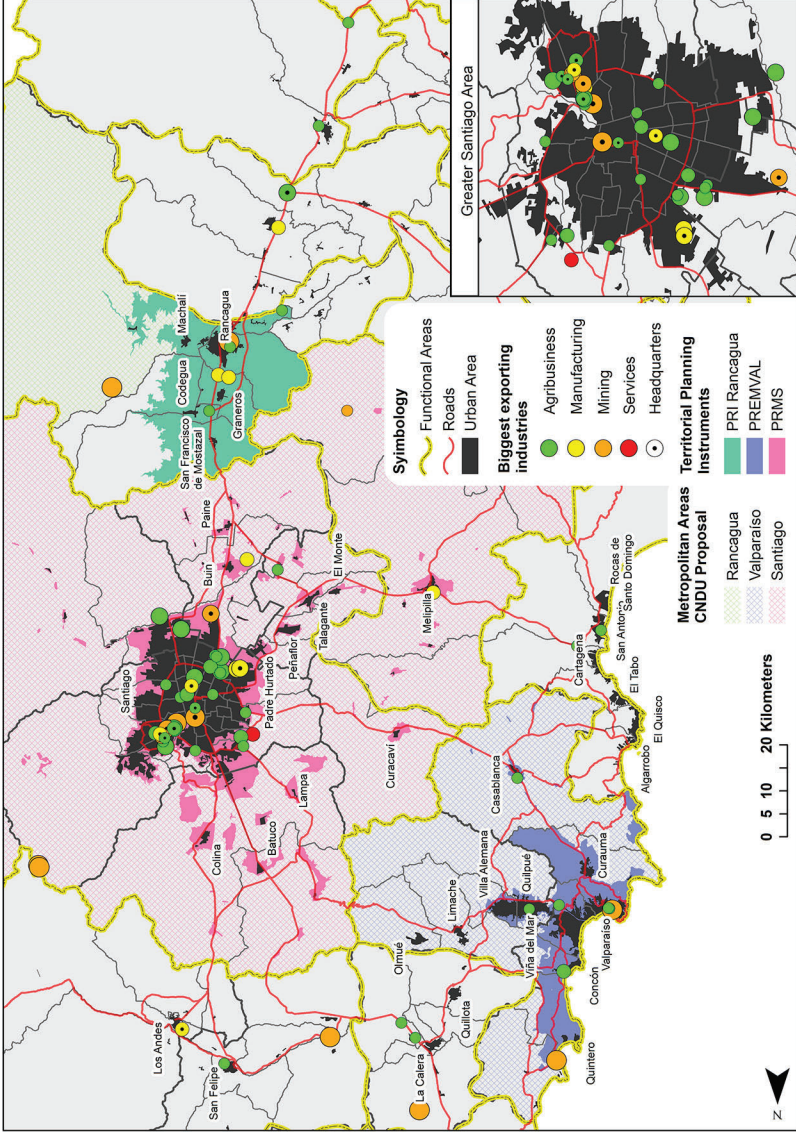 Greater Santiago Area
Machalí
Rancagua
Codegua
San Francisco
de Mostazal
Graneros
Paine
Buin
El Monte
Santiago
Talagante
Peñaflor
Padre Hurtado
Melipilla
Rocas de
Santo Domingo
San Antonio
Cartagena
El Tabo
El Quisco
Algarrobo
Colina
Batuco
Lampa
Curacaví
Casablanca
Villa Alemana
Quilpué
Curauma
Limache
Olmué
Viña del Mar
Valparaíso
Concón
Los Andes
San Felipe
La Calera
Quillota
Quintero
Syimbology
Functional Areas
Roads
Urban Area
Biggest exporting
industries
Agribusiness
Manufacturing
Mining
Services
Headquarters
Territorial Planning
Instruments
PRI Rancagua
PREMVAL
PRMS
Metropolitan Areas
CNDU Proposal
Rancagua
Valparaíso
Santiago
0 5 10 20 Kilometers
N